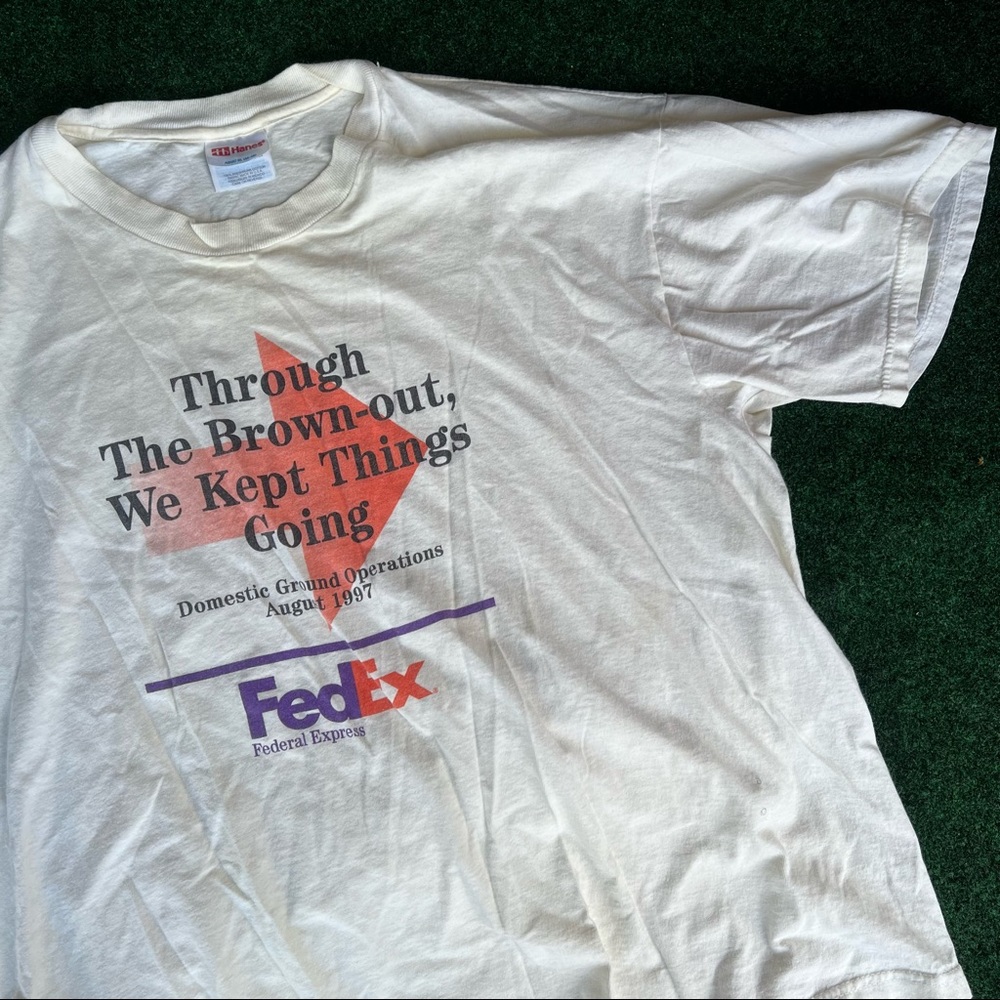 Hanes
Through
The Brown-out,
We Kept Things
Going
Domestic Ground Operations
August 1997
FedEx
Federal Express